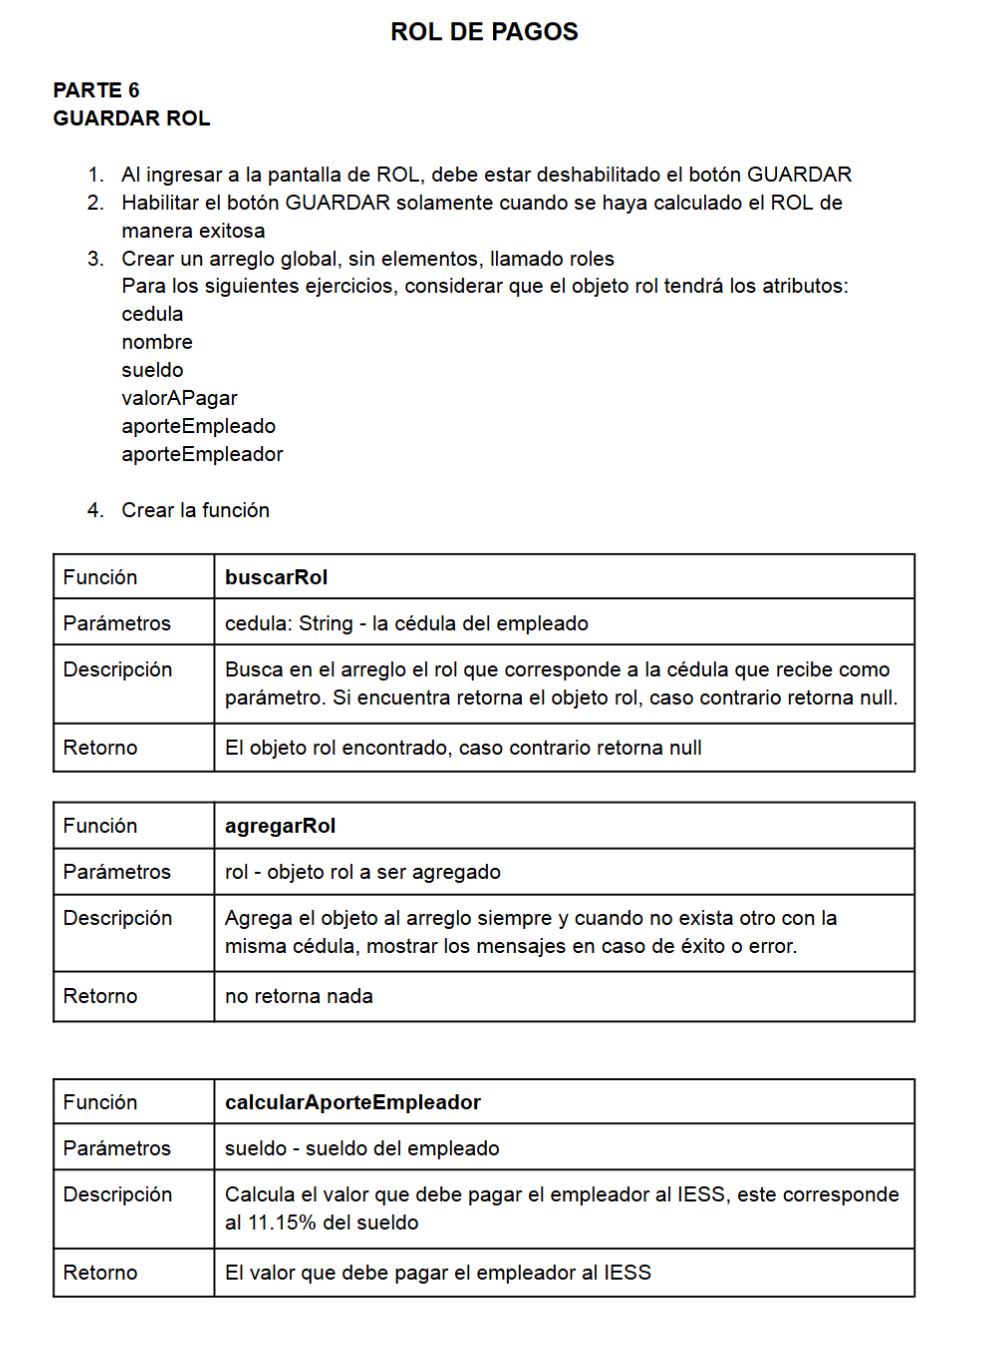 ROL DE PAGOS
PARTE 6
GUARDAR ROL
1. Al ingresar a la pantalla de ROL, debe estar deshabilitado el botón GUARDAR
2. Habilitar el botón GUARDAR solamente cuando se haya calculado el ROL de
manera exitosa
3. Crear un arreglo global, sin elementos, llamado roles
Para los siguientes ejercicios, considerar que el objeto rol tendrá los atributos:
cedula
nombre
sueldo
valorAPagar
aporteEmpleado
aporteEmpleador
4. Crear la función
Función buscarRol
Parámetros cedula: String - la cédula del empleado
Descripción Busca en el arreglo el rol que corresponde a la cédula que recibe como
parámetro. Si encuentra retorna el objeto rol, caso contrario retorna null.
Retorno El objeto rol encontrado, caso contrario retorna null
Función agregarRol
Parámetros rol - objeto rol a ser agregado
Descripción Agrega el objeto al arreglo siempre y cuando no exista otro con la
misma cédula, mostrar los mensajes en caso de éxito o error.
Retorno no retorna nada
Función calcularAporteEmpleador
Parámetros sueldo - sueldo del empleado
Descripción Calcula el valor que debe pagar el empleador al IESS, este corresponde
al 11.15% del sueldo
Retorno El valor que debe pagar el empleador al IESS